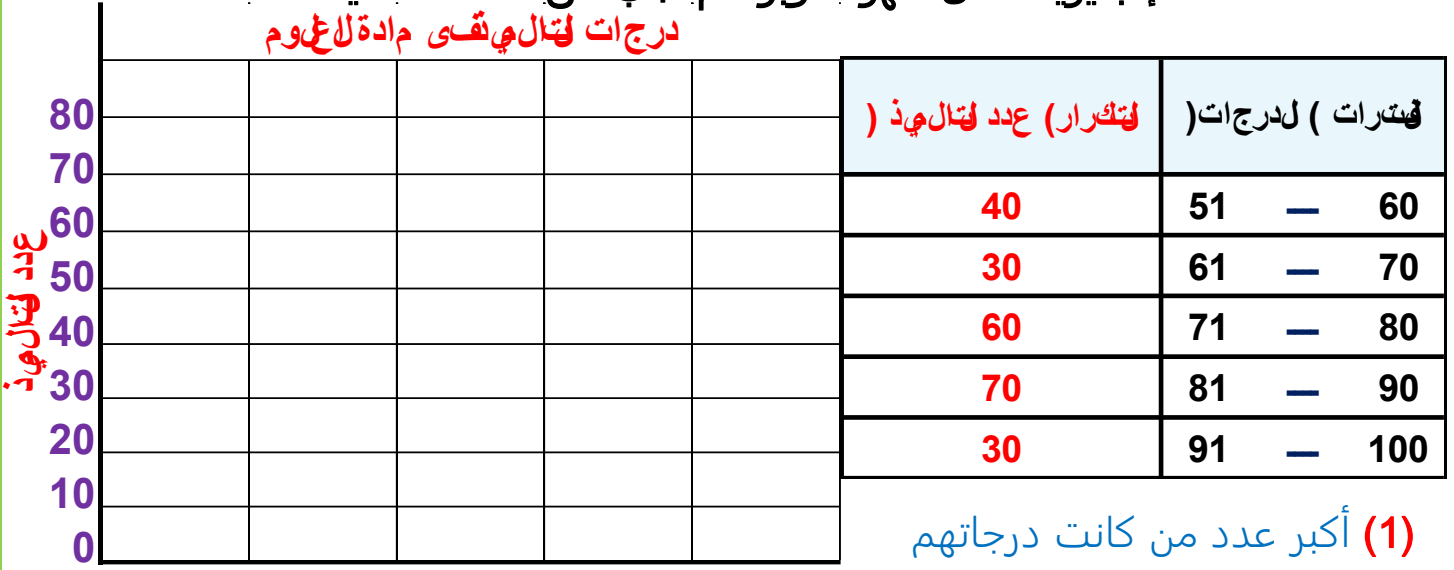 درجات التلاميذ فى مادة العلوم
80
70
60
50
40
30
20
10
0
عدد التلاميذ
الفترات ( الدرجات) التكرار( عدد التلاميذ )
51 – 60 40
61 – 70 30
71 – 80 60
81 – 90 70
91 – 100 30
(1) أكبر عدد من كانت درجاتهم